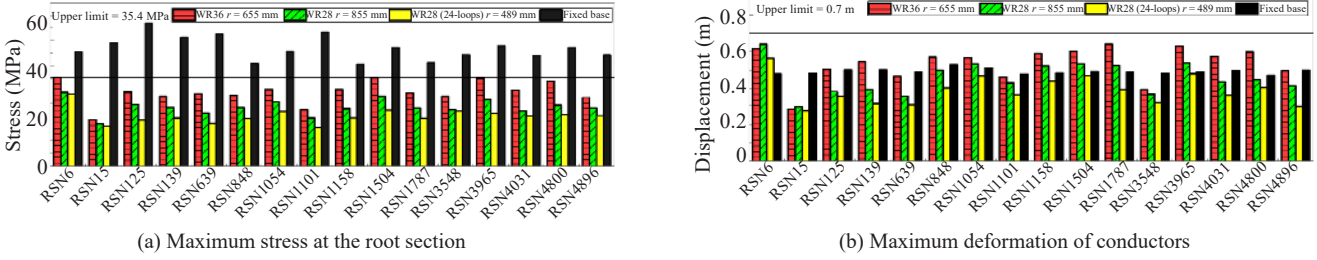 Upper limit = 35.4 MPa
WR36 r = 655 mm
WR28 r = 855 mm
WR28 (24-loops) r = 489 mm
Fixed base
Stress (MPa)
60
40
20
0
RSN6
RSN15
RSN125
RSN139
RSN639
RSN848
RSN1054
RSN1101
RSN1158
RSN1504
RSN1787
RSN3548
RSN3965
RSN4031
RSN4800
RSN4896
(a) Maximum stress at the root section
Upper limit = 0.7 m
WR36 r = 655 mm
WR28 r = 855 mm
WR28 (24-loops) r = 489 mm
Fixed base
Displacement (m)
0.8
0.6
0.4
0.2
0
RSN6
RSN15
RSN125
RSN139
RSN639
RSN848
RSN1054
RSN1101
RSN1158
RSN1504
RSN1787
RSN3548
RSN3965
RSN4031
RSN4800
RSN4896
(b) Maximum deformation of conductors